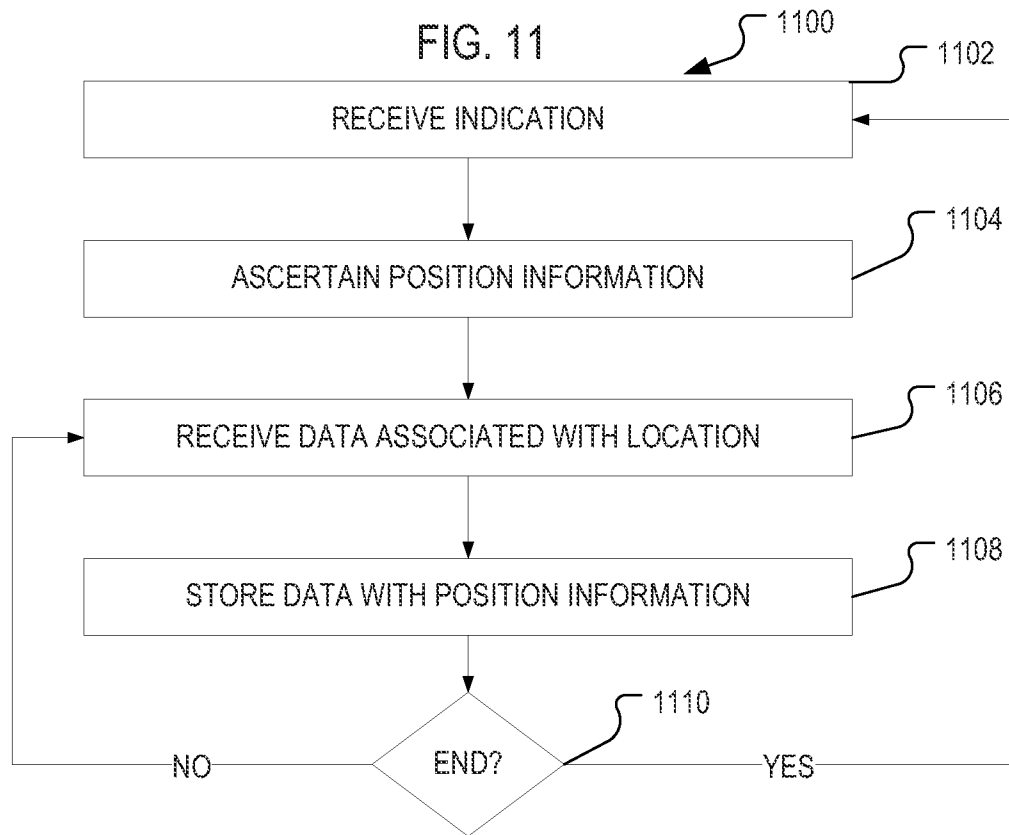 FIG. 11
1100
1102
RECEIVE INDICATION
1104
ASCERTAIN POSITION INFORMATION
1106
RECEIVE DATA ASSOCIATED WITH LOCATION
1108
STORE DATA WITH POSITION INFORMATION
1110
END?
NO
YES